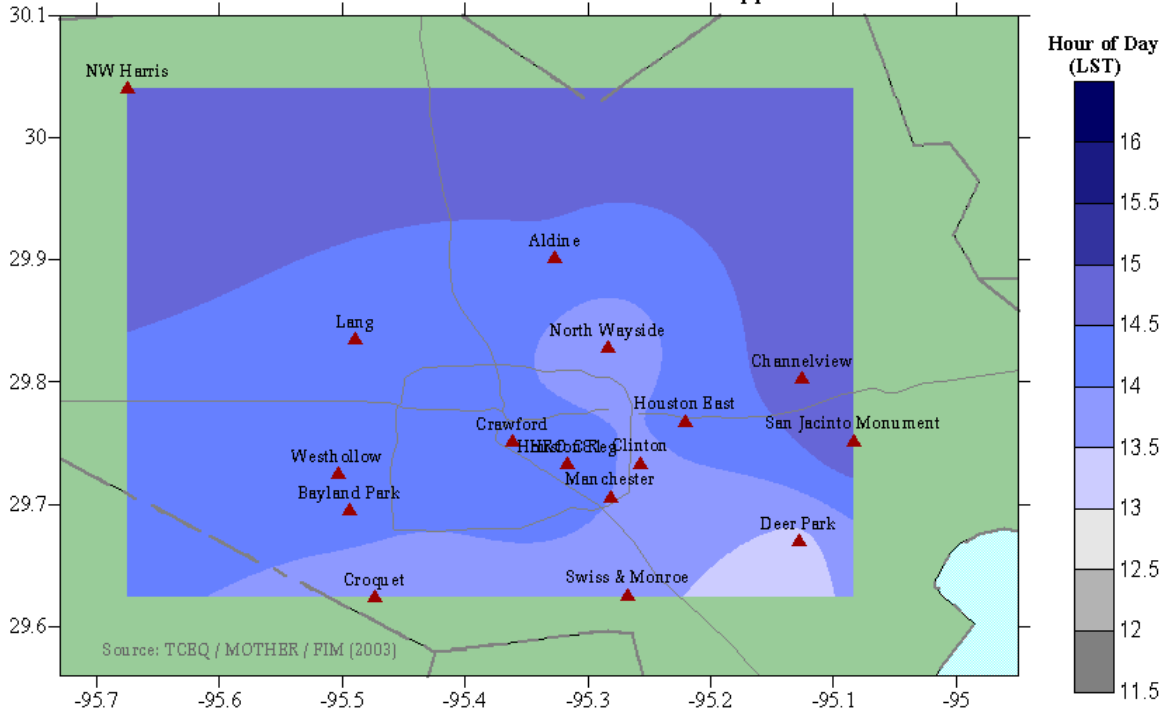 30.1
30
29.9
29.8
29.7
29.6
-95.7
-95.6
-95.5
-95.4
-95.3
-95.2
-95.1
-95
NW Harris
Aldine
Lang
North Wayside
Channelview
Houston East
Crawford
San Jacinto Monument
Clinton
Westhollow
Manchester
Bayland Park
Deer Park
Croquet
Swiss & Monroe
Source: TCEQ / MOTHER / FIM (2003)
Hour of Day
(LST)
16
15.5
15
14.5
14
13.5
13
12.5
12
11.5